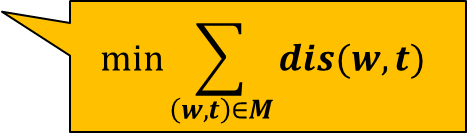 min ∑ dis(w, t)
(w,t)∈M